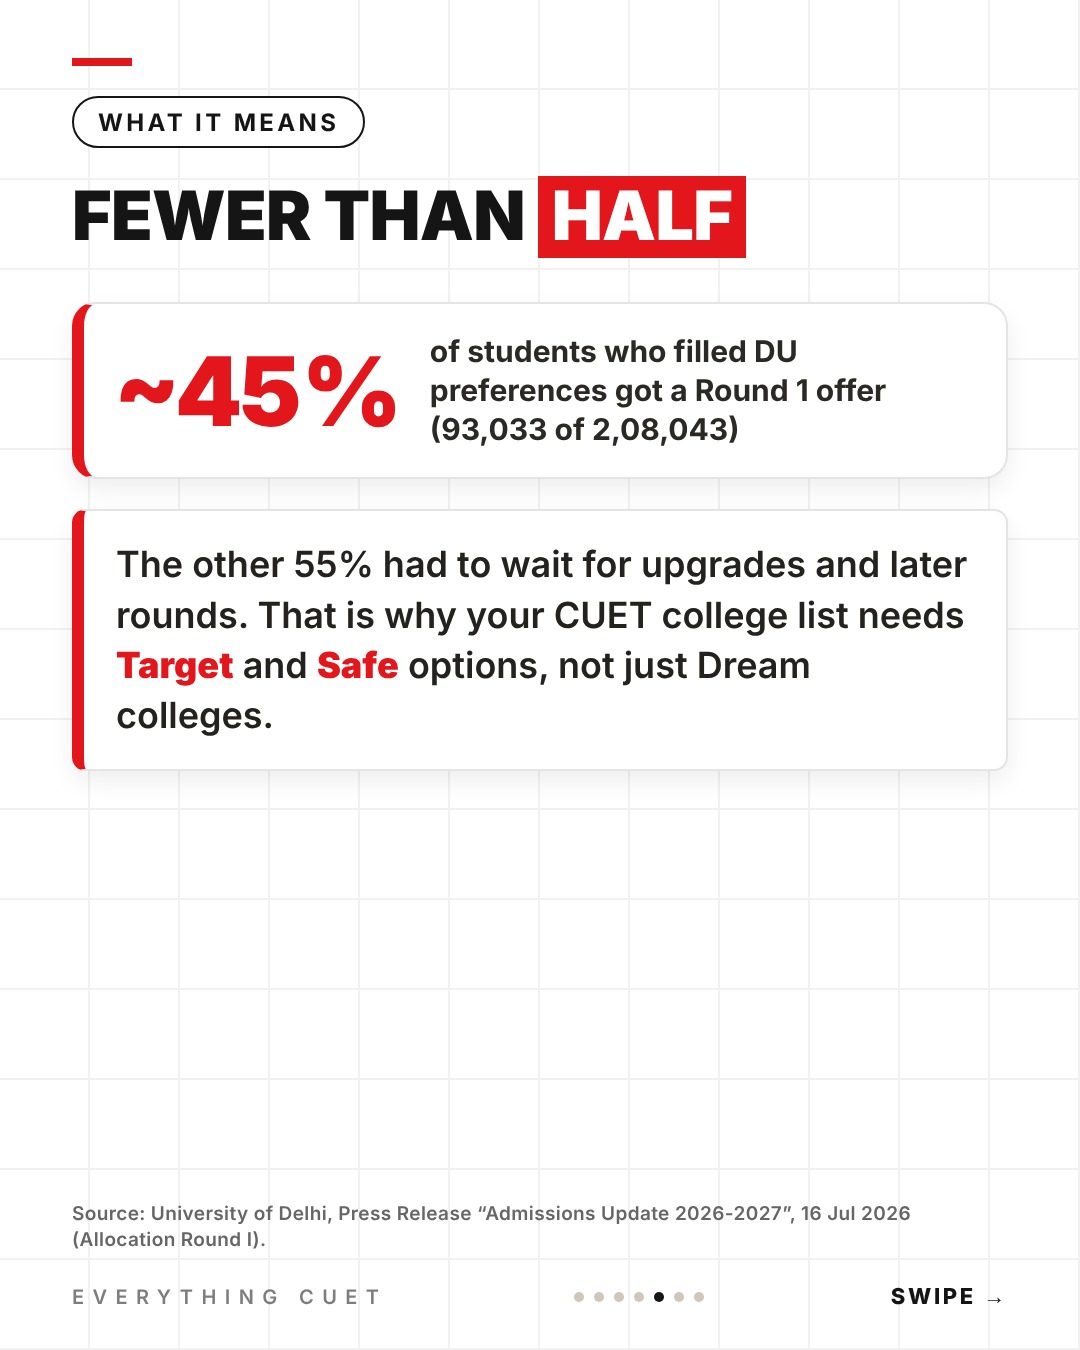 WHAT IT MEANS
FEWER THAN HALF
~45%
of students who filled DU
preferences got a Round 1 offer
(93,033 of 2,08,043)
The other 55% had to wait for upgrades and later
rounds. That is why your CUET college list needs
Target and Safe options, not just Dream
colleges.
Source: University of Delhi, Press Release “Admissions Update 2026-2027”, 16 Jul 2026
(Allocation Round I).
EVERYTHING CUET
SWIPE →